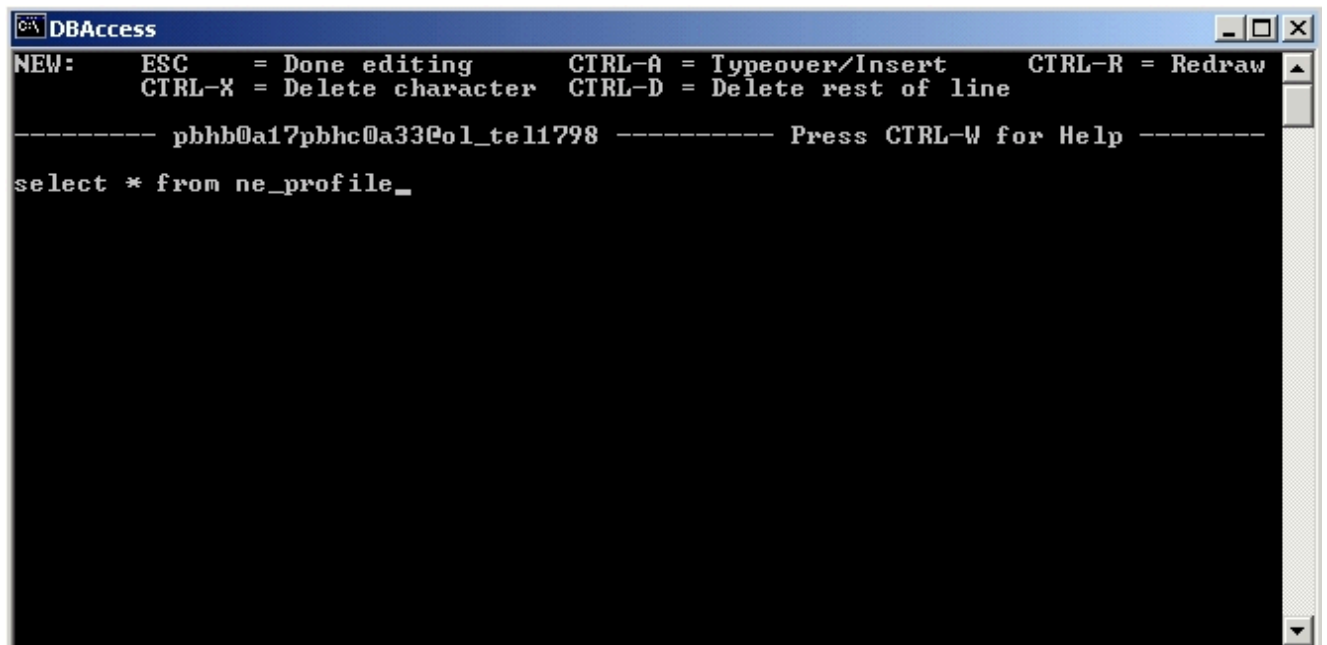 DBAccess
NEW:    ESC    = Done editing      CTRL-A = Typeover/Insert     CTRL-R = Redraw
        CTRL-X = Delete character  CTRL-D = Delete rest of line
--------- pbhb0a17pbhc0a33@ol_tel1798 ---------- Press CTRL-W for Help --------
select * from ne_profile_